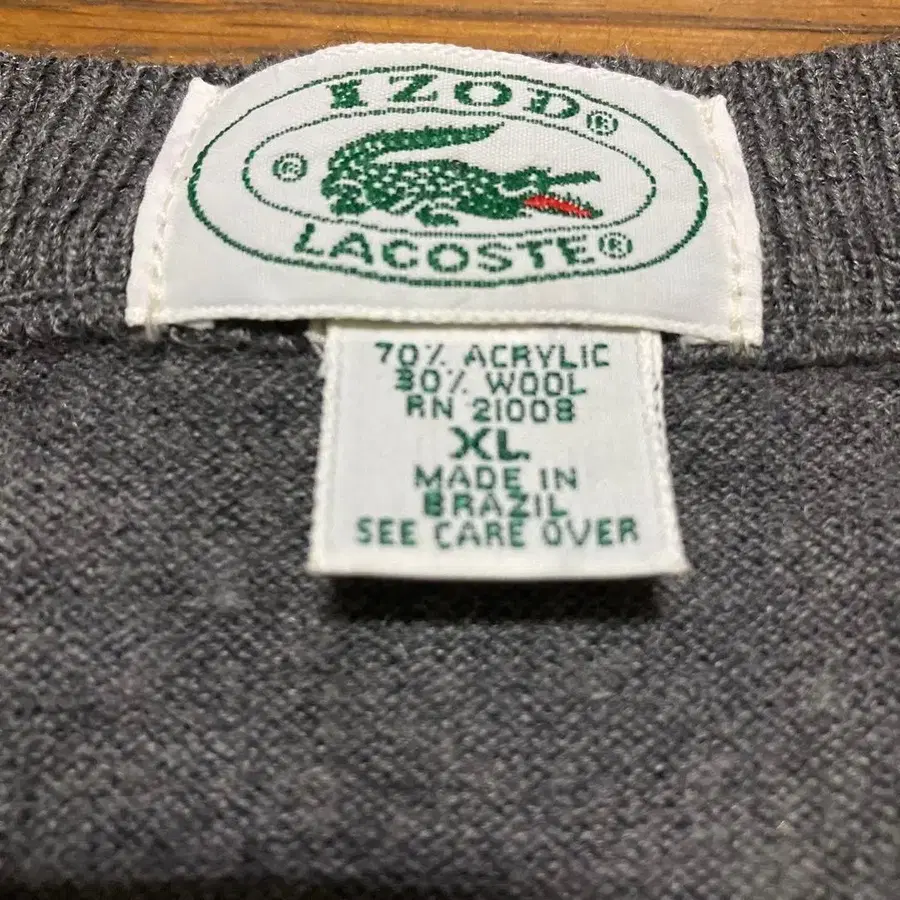 IZOD®
®
LACOSTE®
70% ACRYLIC
30% WOOL
RN 21008
XL
MADE IN
BRAZIL
SEE CARE OVER